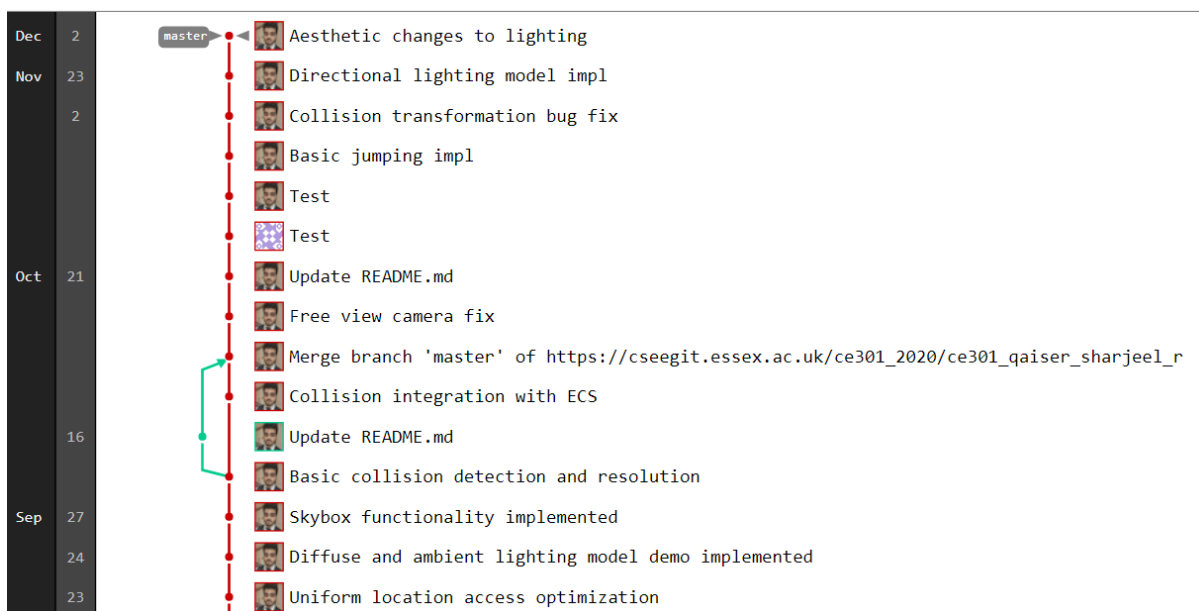 Dec 2 master Aesthetic changes to lighting
Nov 23 Directional lighting model impl
2 Collision transformation bug fix
Basic jumping impl
Test
Test
Oct 21 Update README.md
Free view camera fix
Merge branch 'master' of https://cseegit.essex.ac.uk/ce301_2020/ce301_qaiser_sharjeel_r
Collision integration with ECS
16 Update README.md
Basic collision detection and resolution
Sep 27 Skybox functionality implemented
24 Diffuse and ambient lighting model demo implemented
23 Uniform location access optimization